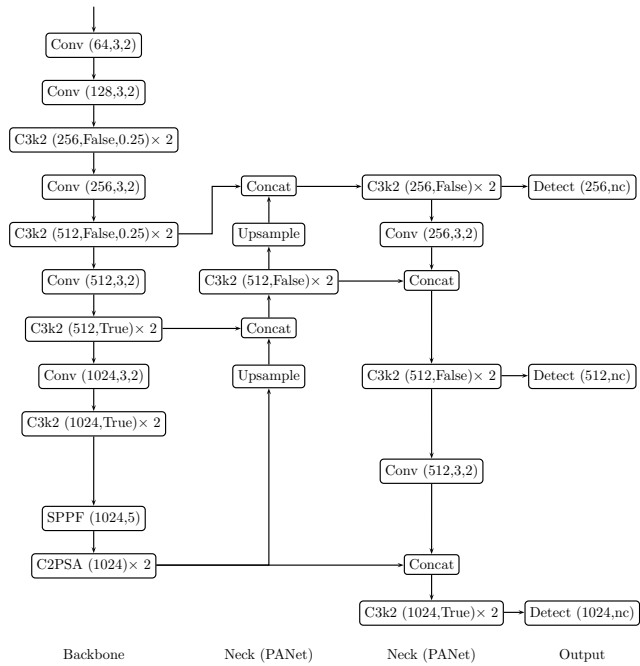 Conv (64,3,2)
Conv (128,3,2)
C3k2 (256,False,0.25)× 2
Conv (256,3,2)
C3k2 (512,False,0.25)× 2
Conv (512,3,2)
C3k2 (512,True)× 2
Conv (1024,3,2)
C3k2 (1024,True)× 2
SPPF (1024,5)
C2PSA (1024)× 2
Concat
Upsample
C3k2 (512,False)× 2
Concat
Upsample
C3k2 (256,False)× 2
Conv (256,3,2)
Concat
C3k2 (512,False)× 2
Conv (512,3,2)
Concat
C3k2 (1024,True)× 2
Detect (256,nc)
Detect (512,nc)
Detect (1024,nc)
Backbone
Neck (PANet)
Neck (PANet)
Output